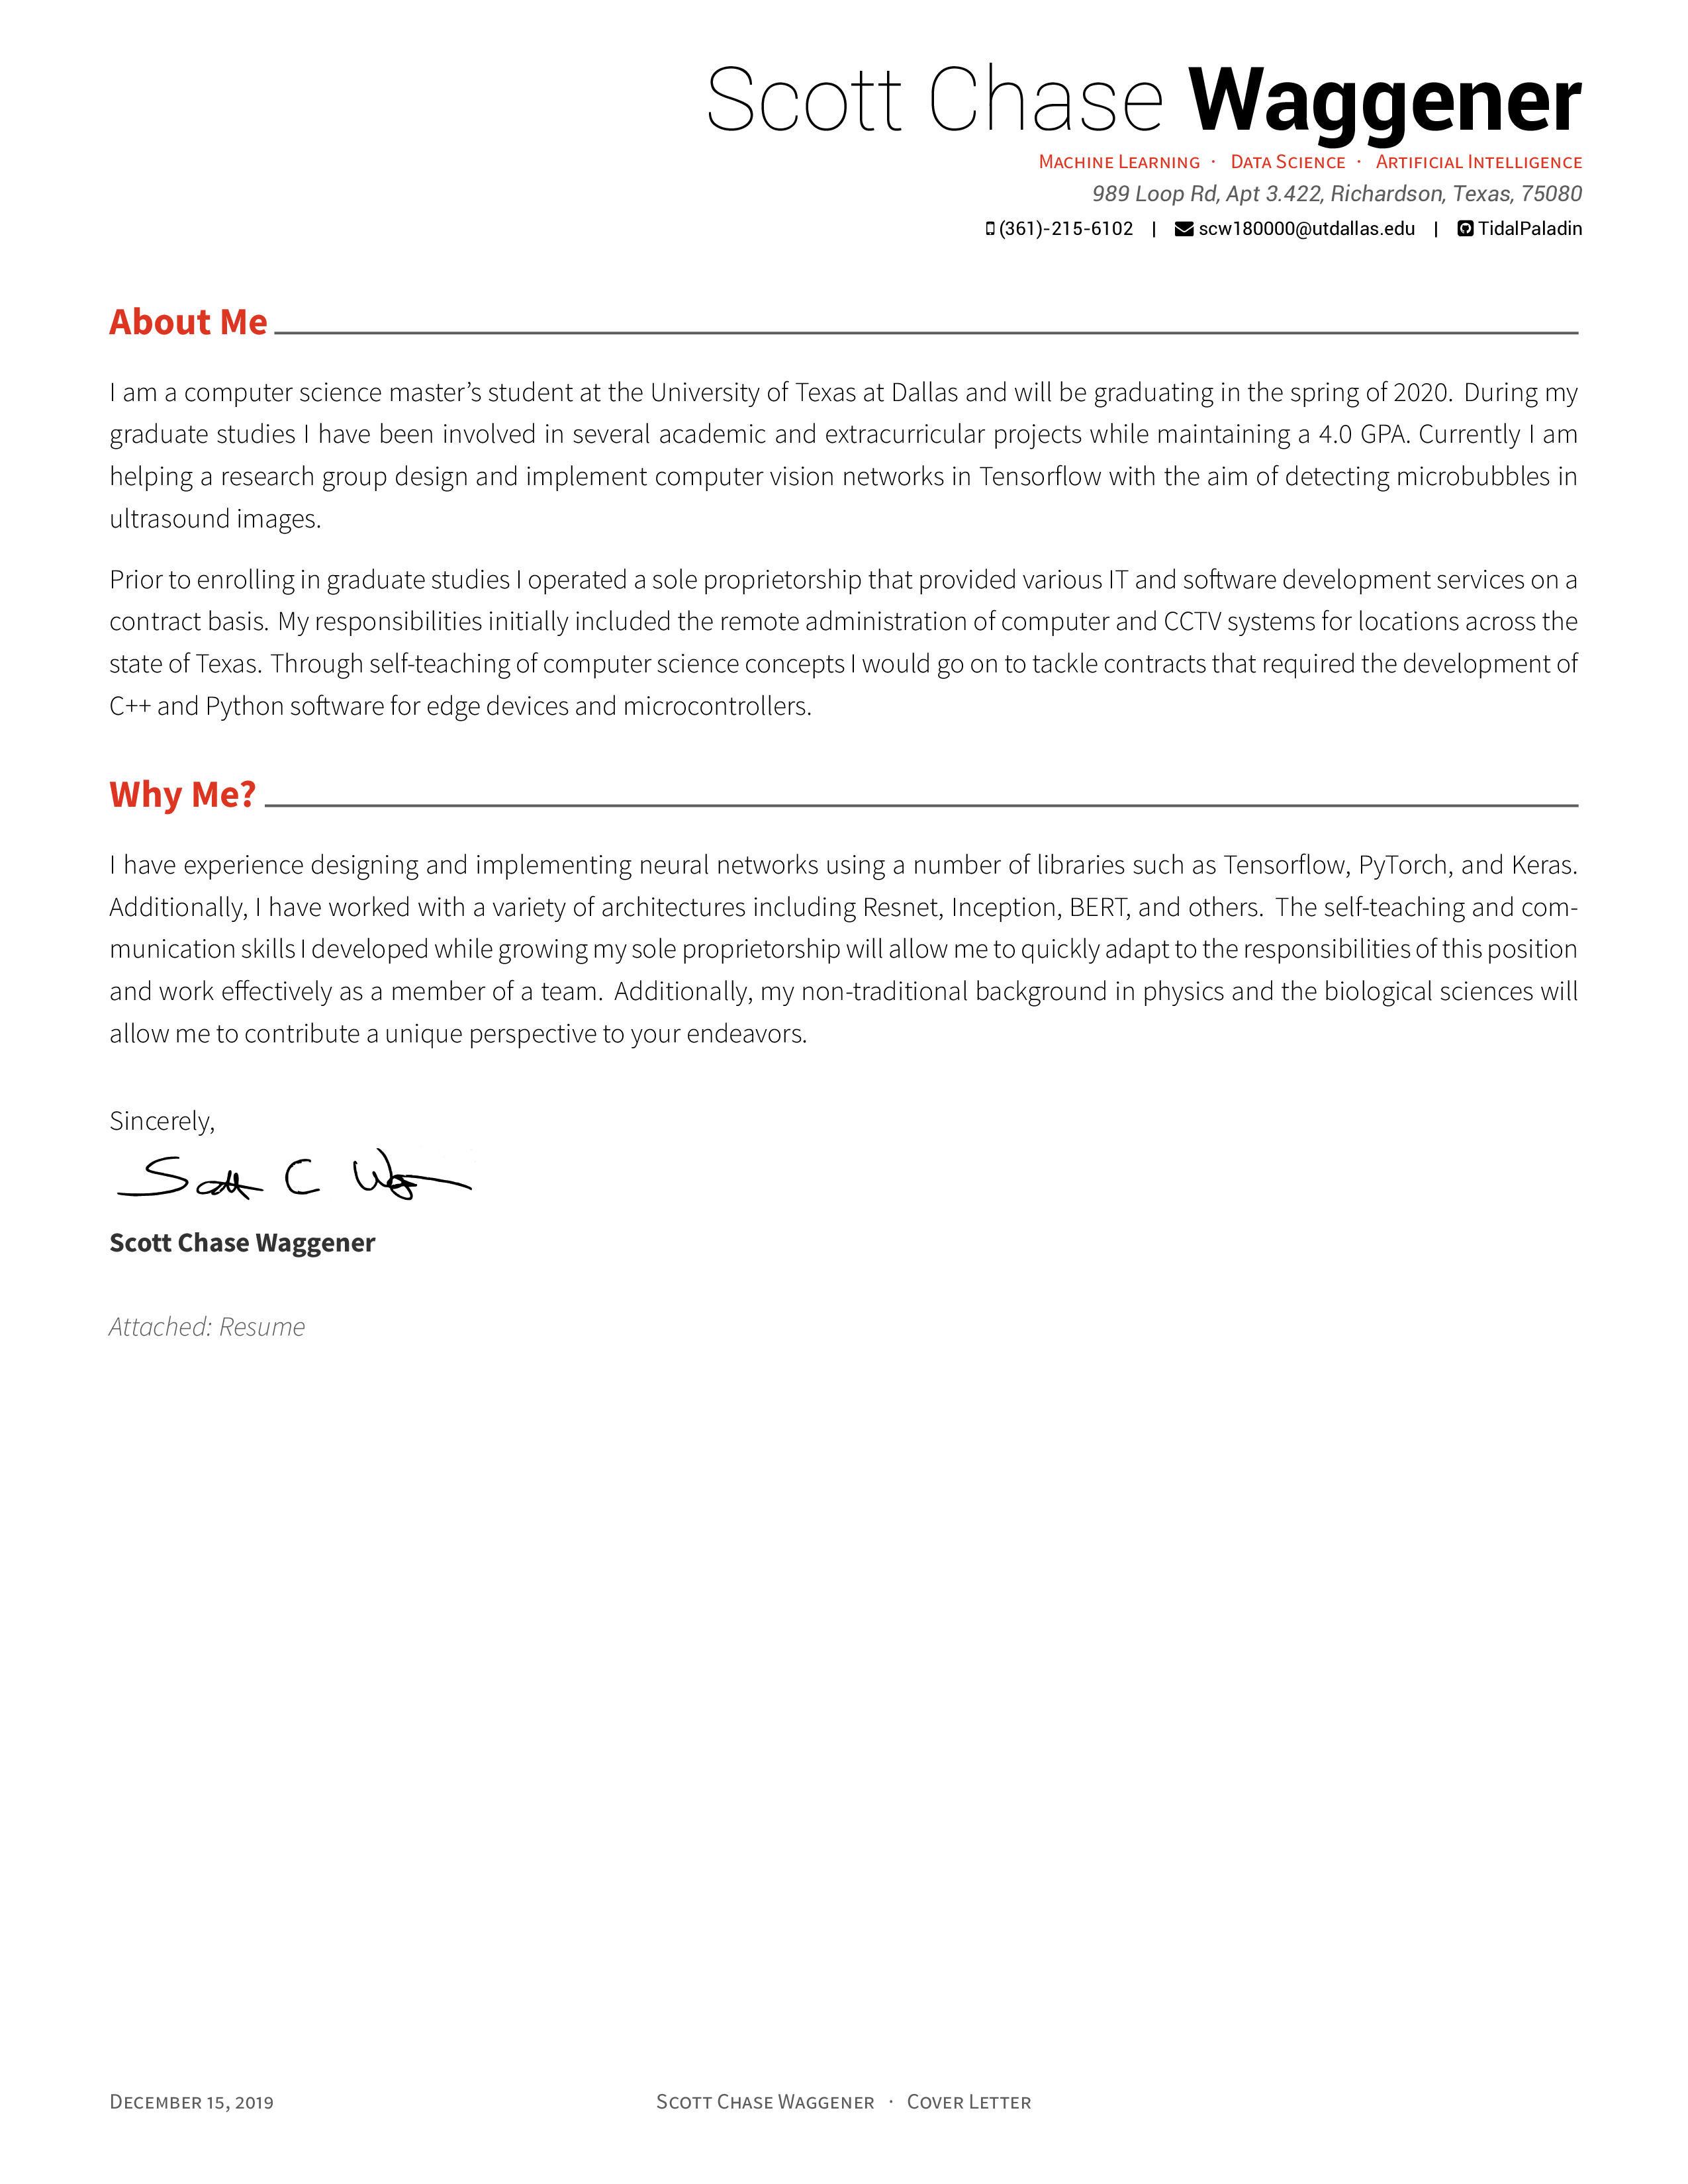 Scott Chase Waggener
Machine Learning · Data Science · Artificial Intelligence
989 Loop Rd, Apt 3.422, Richardson, Texas, 75080
(361)-215-6102 | scw180000@utdallas.edu | TidalPaladin
About Me
I am a computer science master’s student at the University of Texas at Dallas and will be graduating in the spring of 2020. During my
graduate studies I have been involved in several academic and extracurricular projects while maintaining a 4.0 GPA. Currently I am
helping a research group design and implement computer vision networks in Tensorflow with the aim of detecting microbubbles in
ultrasound images.
Prior to enrolling in graduate studies I operated a sole proprietorship that provided various IT and software development services on a
contract basis. My responsibilities initially included the remote administration of computer and CCTV systems for locations across the
state of Texas. Through self-teaching of computer science concepts I would go on to tackle contracts that required the development of
C++ and Python software for edge devices and microcontrollers.
Why Me?
I have experience designing and implementing neural networks using a number of libraries such as Tensorflow, PyTorch, and Keras.
Additionally, I have worked with a variety of architectures including Resnet, Inception, BERT, and others. The self-teaching and com-
munication skills I developed while growing my sole proprietorship will allow me to quickly adapt to the responsibilities of this position
and work effectively as a member of a team. Additionally, my non-traditional background in physics and the biological sciences will
allow me to contribute a unique perspective to your endeavors.
Sincerely,
Scott C Wagener
Scott Chase Waggener
Attached: Resume
December 15, 2019 Scott Chase Waggener · Cover Letter